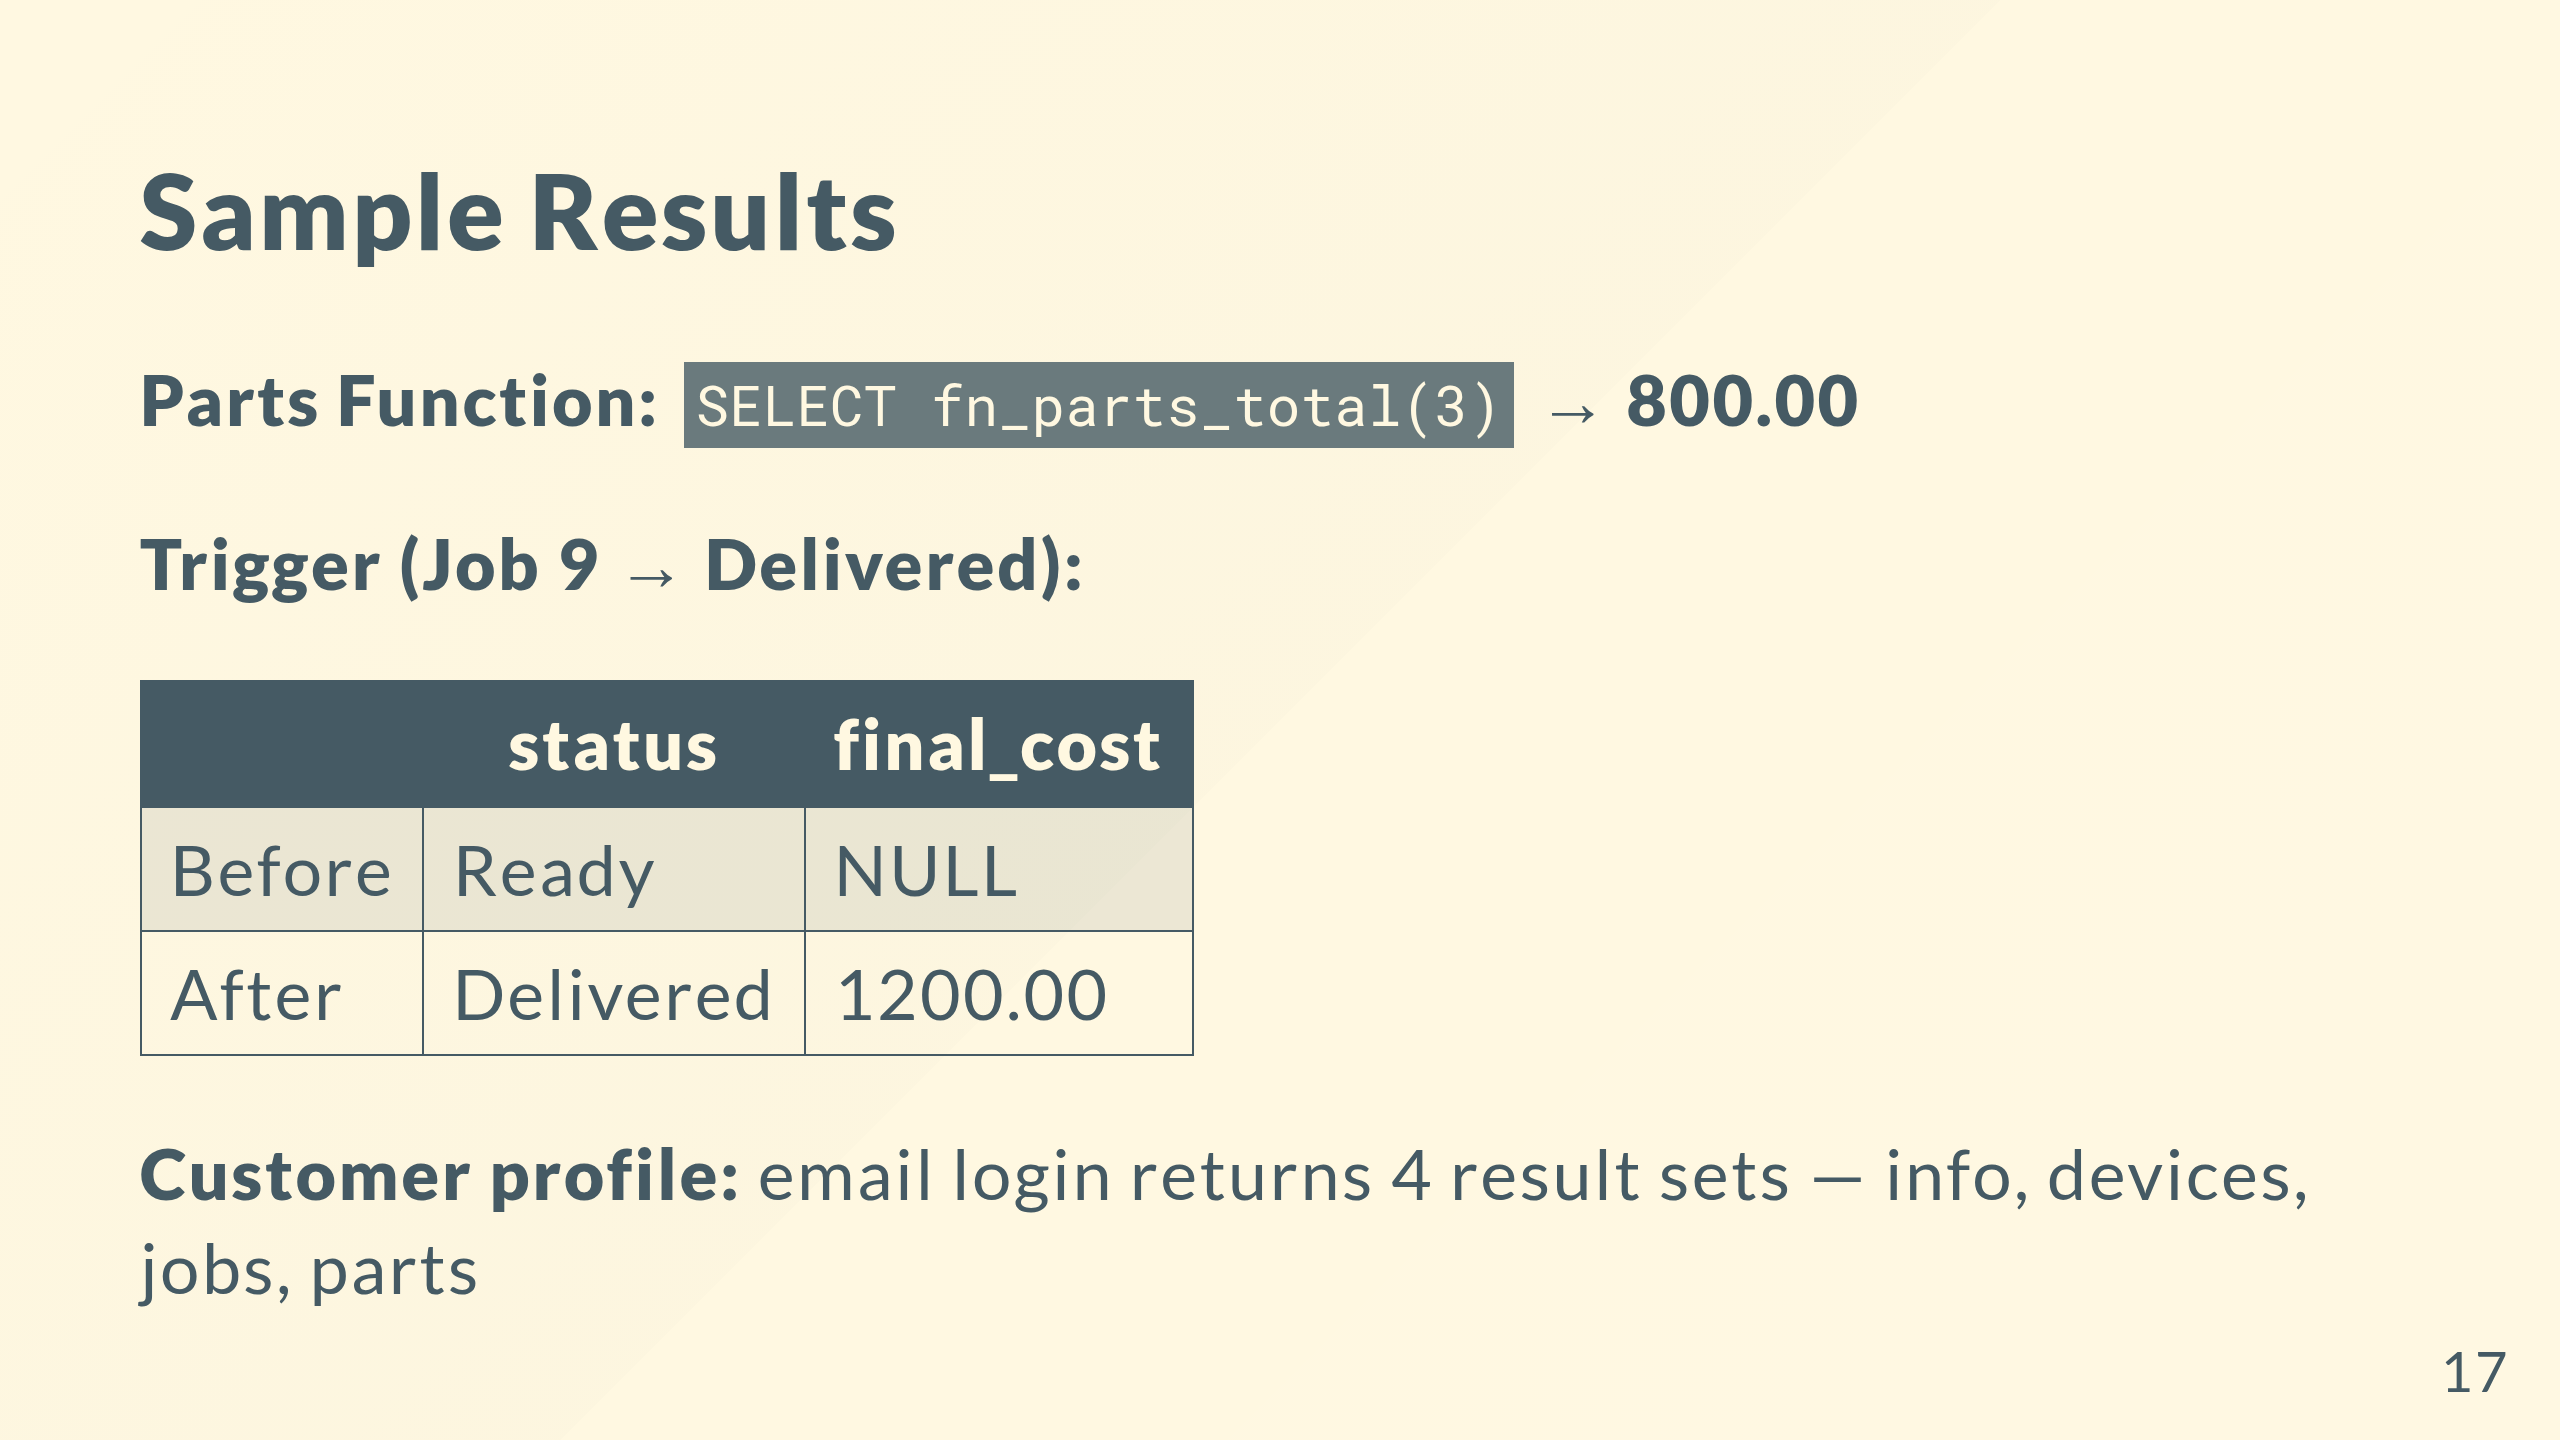 Sample Results
Parts Function: SELECT fn_parts_total(3) → 800.00
Trigger (Job 9 → Delivered):
status final_cost
Before Ready NULL
After Delivered 1200.00
Customer profile: email login returns 4 result sets — info, devices,
jobs, parts
17